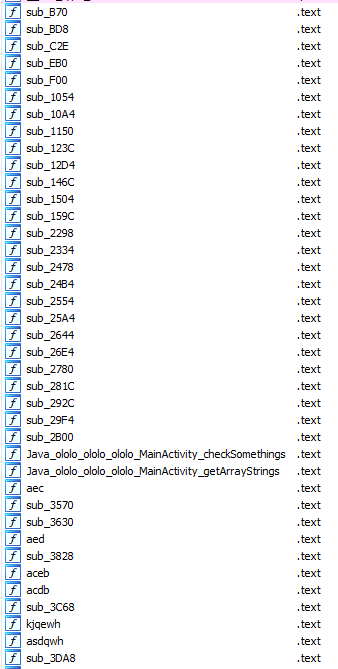 sub_B70 .text
sub_BD8 .text
sub_C2E .text
sub_EB0 .text
sub_F00 .text
sub_1054 .text
sub_10A4 .text
sub_1150 .text
sub_123C .text
sub_12D4 .text
sub_146C .text
sub_1504 .text
sub_159C .text
sub_2298 .text
sub_2334 .text
sub_2478 .text
sub_24B4 .text
sub_2554 .text
sub_25A4 .text
sub_2644 .text
sub_26E4 .text
sub_2780 .text
sub_281C .text
sub_292C .text
sub_29F4 .text
sub_2B00 .text
Java_ololo_ololo_ololo_MainActivity_checkSomethings .text
Java_ololo_ololo_ololo_MainActivity_getArrayStrings .text
aec .text
sub_3570 .text
sub_3630 .text
aed .text
sub_3828 .text
aceb .text
acdb .text
sub_3C68 .text
kjqewh .text
asdqwh .text
sub_3DA8 .text